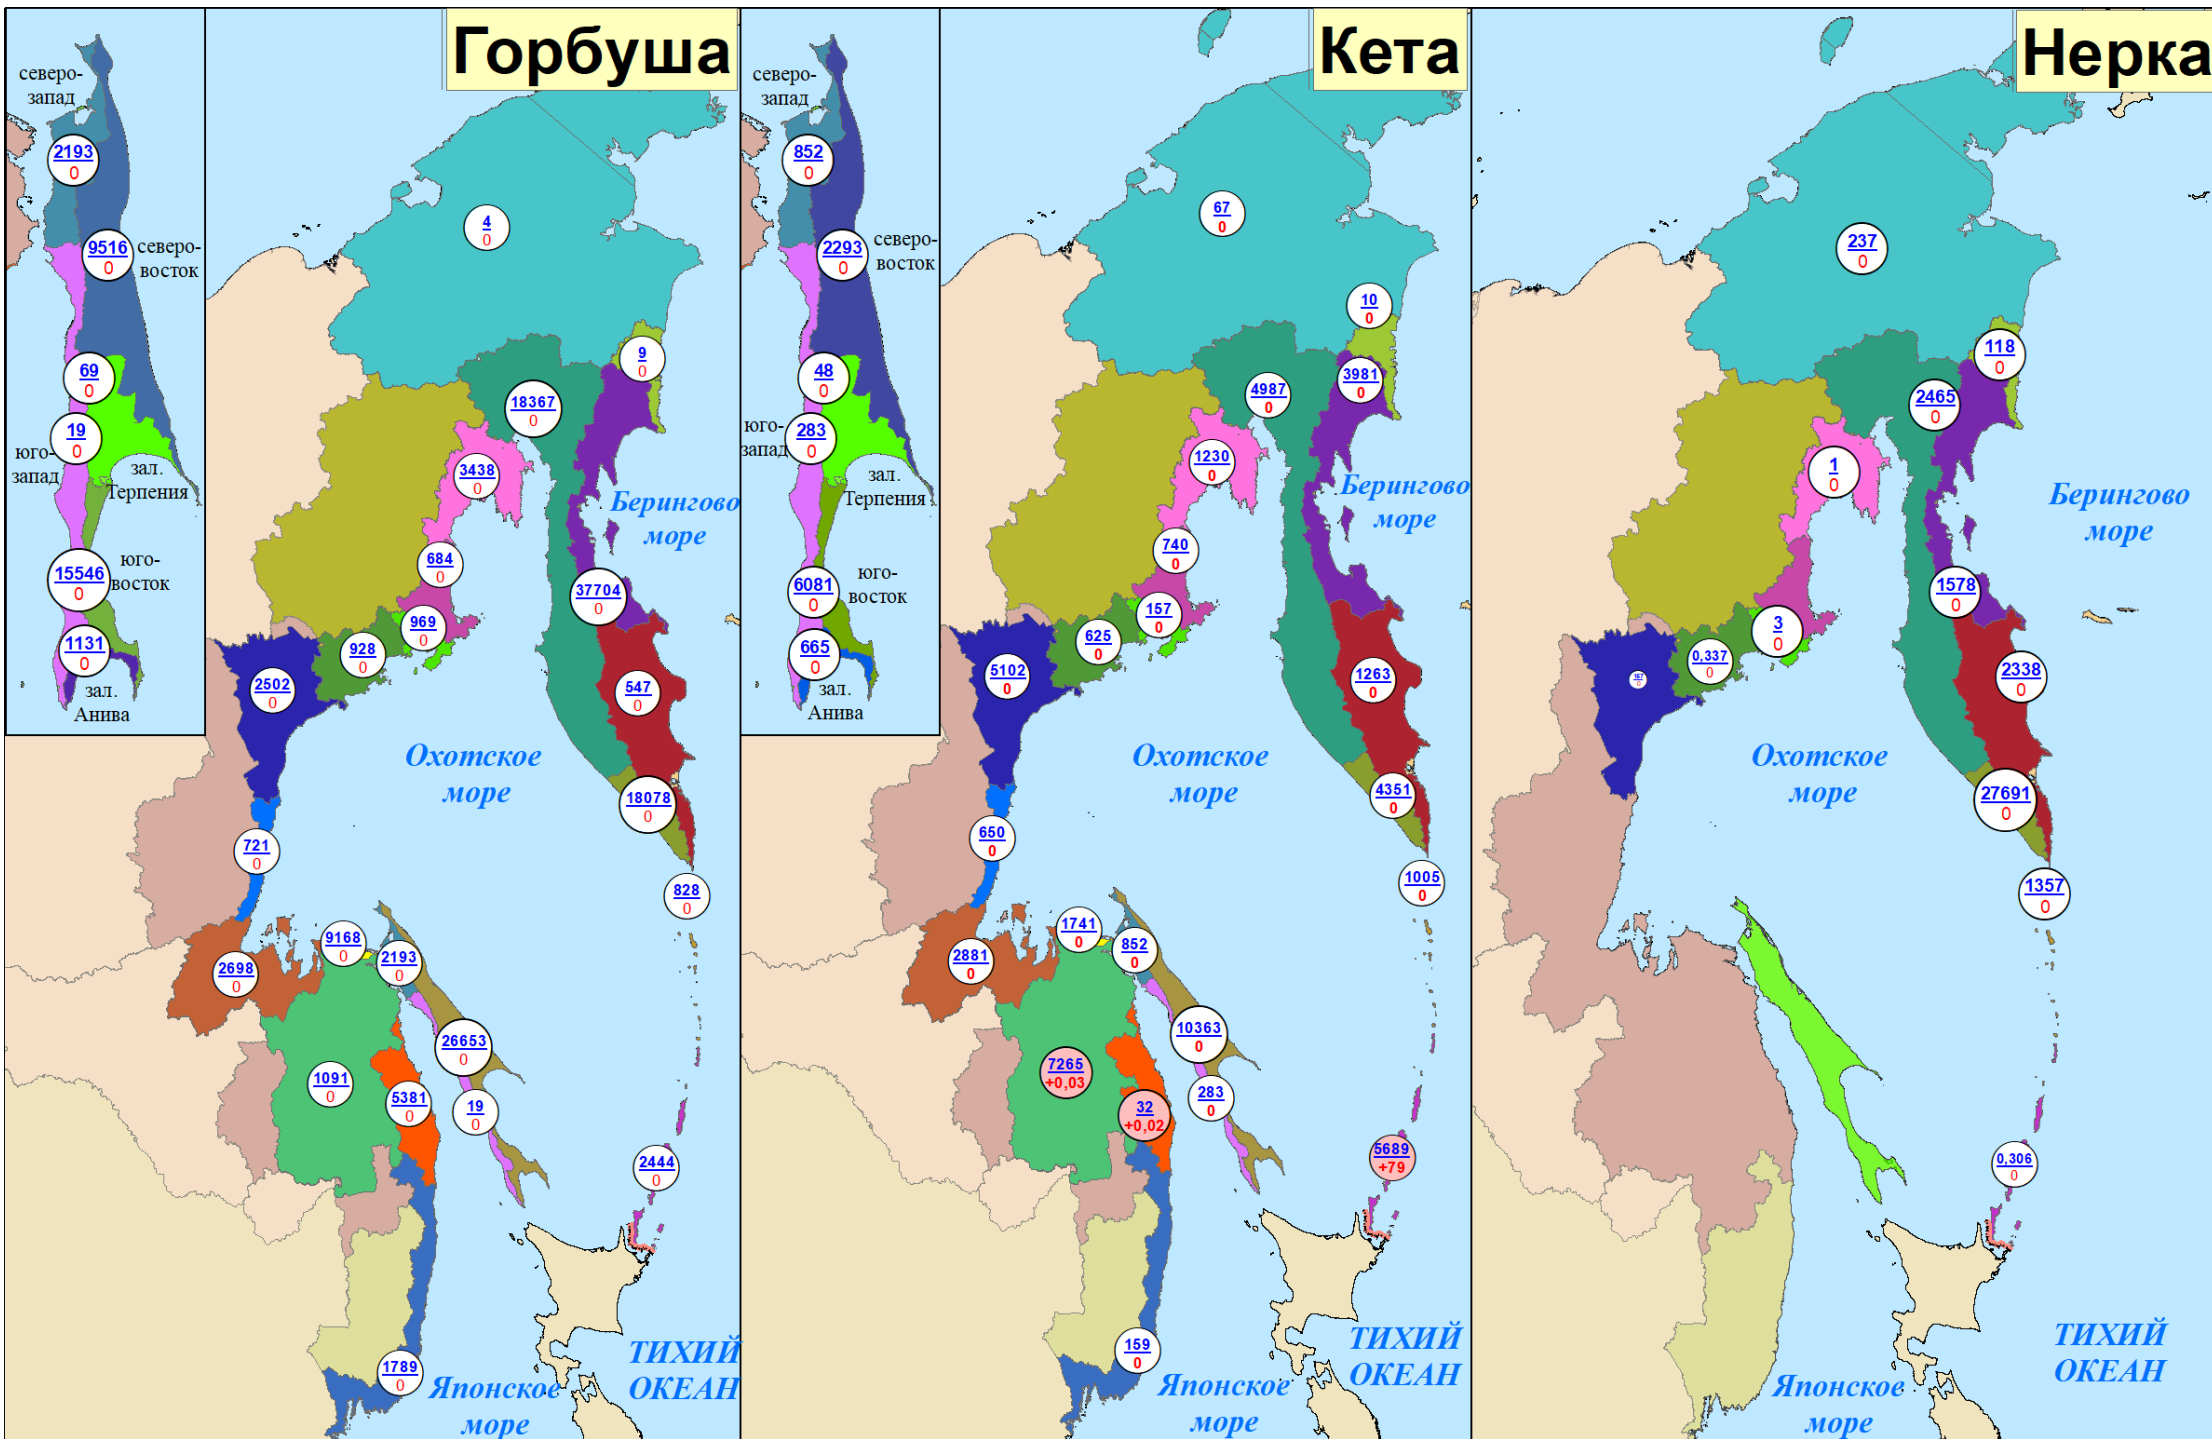 Горбуша
северо-
запад
2193
0
9516
0
северо-
восток
69
0
19
0
юго-
запад
зал.
Терпения
15546
0
юго-
восток
1131
0
зал.
Анива
4
0
9
0
18367
0
3438
0
Берингово
море
684
0
37704
0
969
0
928
0
2502
0
547
0
Охотское
море
18078
0
721
0
828
0
9168
0
2193
0
2698
0
26653
0
1091
0
5381
0
19
0
2444
0
1789
0
ТИХИЙ
ОКЕАН
Японское
море
Кета
северо-
запад
852
0
2293
0
северо-
восток
48
0
283
0
юго-
запад
зал.
Терпения
6081
0
юго-
восток
665
0
зал.
Анива
67
0
10
0
3981
0
4987
0
1230
0
Берингово
море
740
0
157
0
625
0
5102
0
1263
0
Охотское
море
4351
0
650
0
1005
0
1741
0
852
0
2881
0
10363
0
7265
+0,03
283
0
32
+0,02
5689
+79
159
0
ТИХИЙ
ОКЕАН
Японское
море
Нерка
237
0
118
0
2465
0
1
0
Берингово
море
1578
0
3
0
0,337
0
167
0
2338
0
Охотское
море
27691
0
1357
0
0,306
0
ТИХИЙ
ОКЕАН
Японское
море